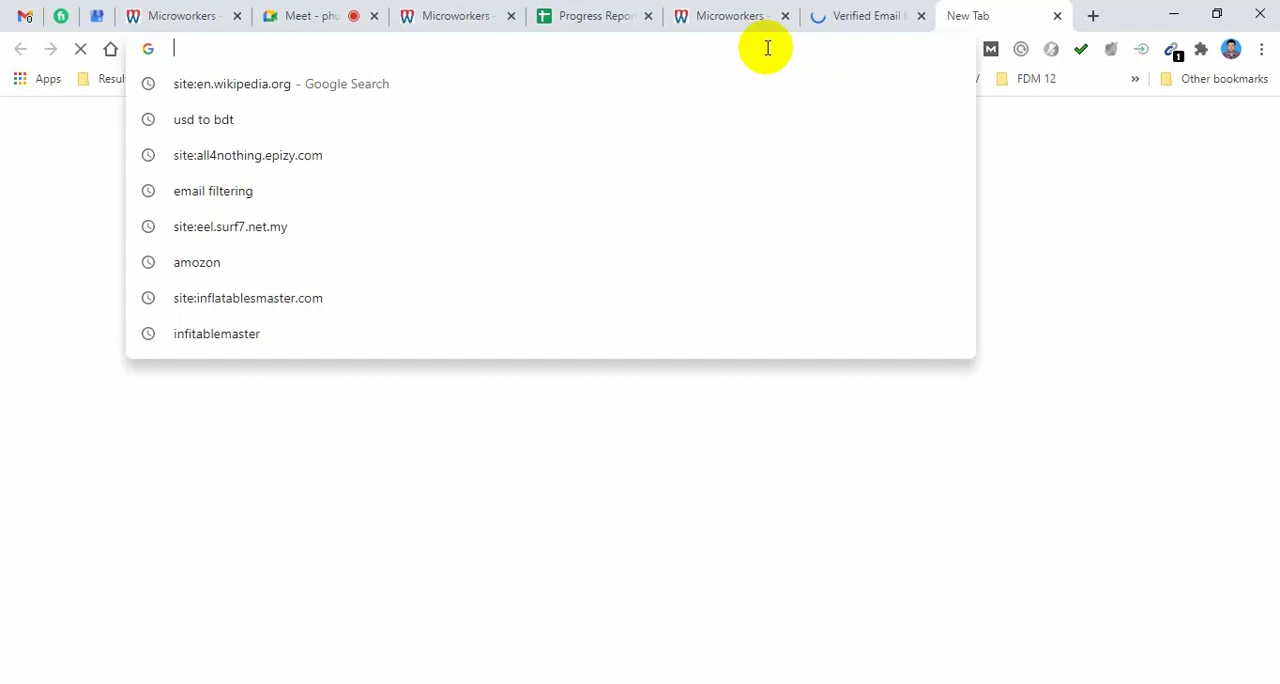 Microworkers -
Meet - phu
Microworkers -
Progress Repor
Microworkers -
Verified Email
New Tab
Apps
Resul
FDM 12
»
Other bookmarks
1
site:en.wikipedia.org - Google Search
usd to bdt
site:all4nothing.epizy.com
email filtering
site:eel.surf7.net.my
amozon
site:inflatablesmaster.com
infitablemaster